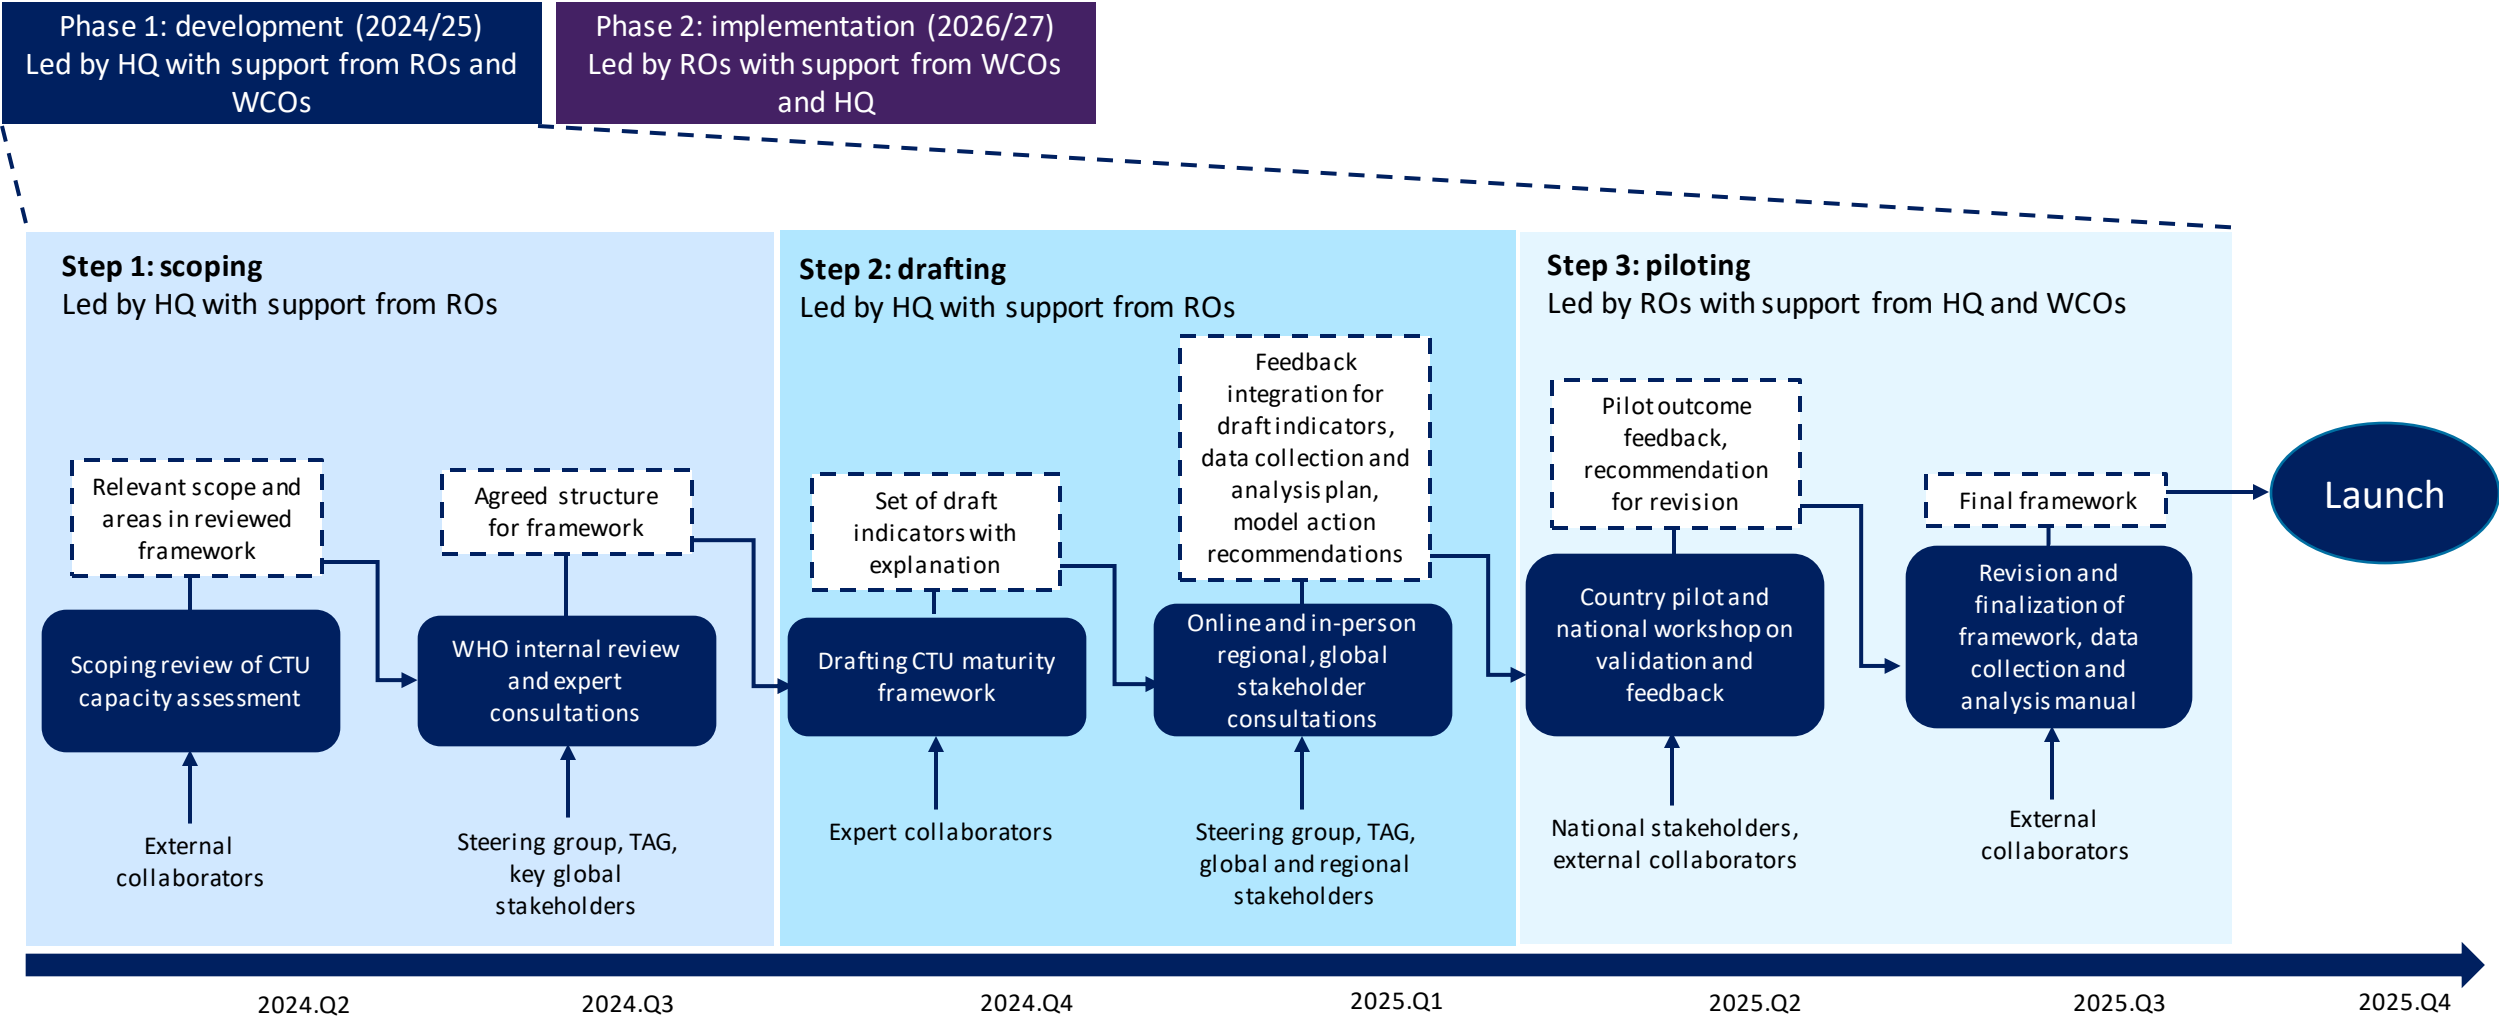 Phase 1: development (2024/25)
Led by HQ with support from ROs and
WCOs
Phase 2: implementation (2026/27)
Led by ROs with support from WCOs
and HQ
Step 1: scoping
Led by HQ with support from ROs
Relevant scope and
areas in reviewed
framework
Scoping review of CTU
capacity assessment
External
collaborators
Agreed structure
for framework
WHO internal review
and expert
consultations
Steering group, TAG,
key global
stakeholders
Step 2: drafting
Led by HQ with support from ROs
Set of draft
indicators with
explanation
Drafting CTU maturity
framework
Expert collaborators
Feedback
integration for
draft indicators,
data collection and
analysis plan,
model action
recommendations
Online and in-person
regional, global
stakeholder
consultations
Steering group, TAG,
global and regional
stakeholders
Step 3: piloting
Led by ROs with support from HQ and WCOs
Pilot outcome
feedback,
recommendation
for revision
Country pilot and
national workshop on
validation and
feedback
National stakeholders,
external collaborators
Final framework
Revision and
finalization of
framework, data
collection and
analysis manual
External
collaborators
Launch
2024.Q2
2024.Q3
2024.Q4
2025.Q1
2025.Q2
2025.Q3
2025.Q4